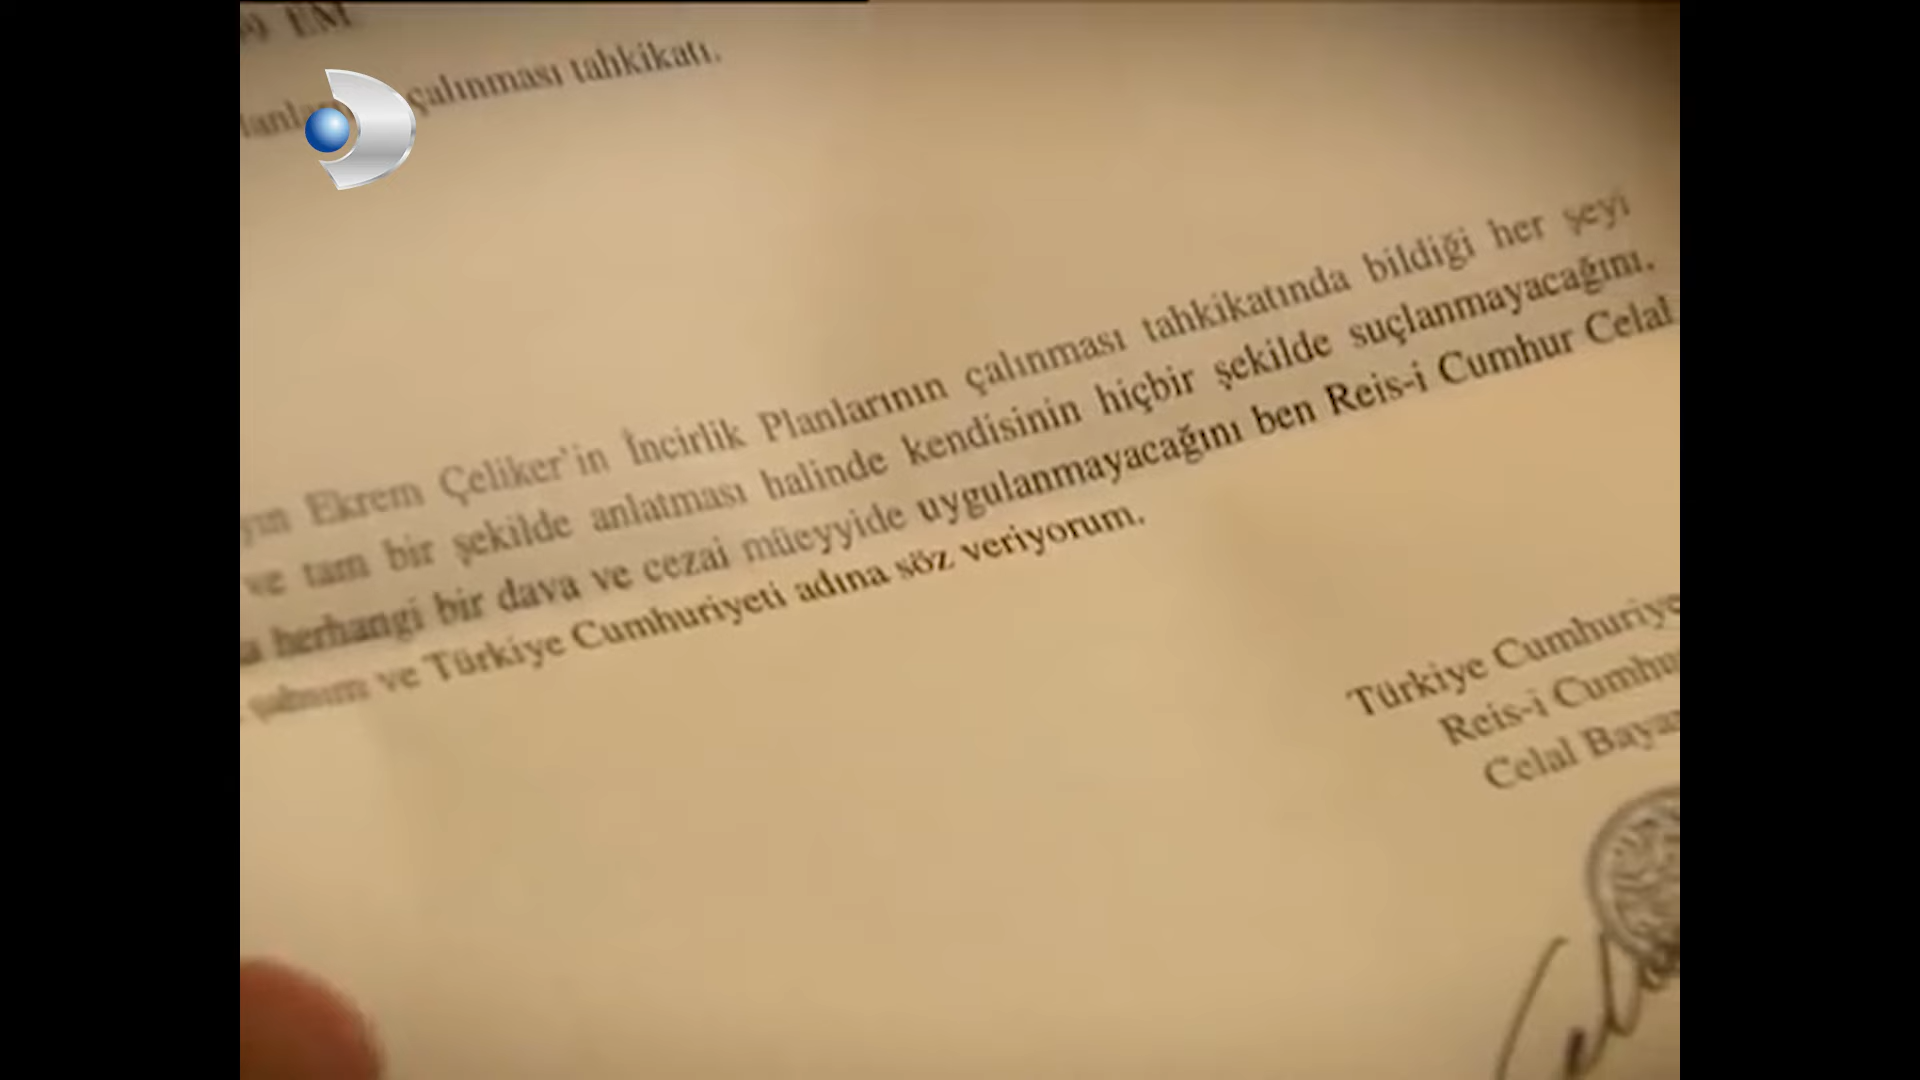 EM
çalınması tahkikatı.
Ekrem Çeliker'in İncirlik Planlarının çalınması tahkikatında bildiği her şeyi
ve tam bir şekilde anlatması halinde kendisinin hiçbir şekilde suçlanmayacağını,
herhangi bir dava ve cezai müeyyide uygulanmayacağını ben Reis-i Cumhur Celal
ve Türkiye Cumhuriyeti adına söz veriyorum.
Türkiye Cumhuriye
Reis-i Cumhu
Celal Baya